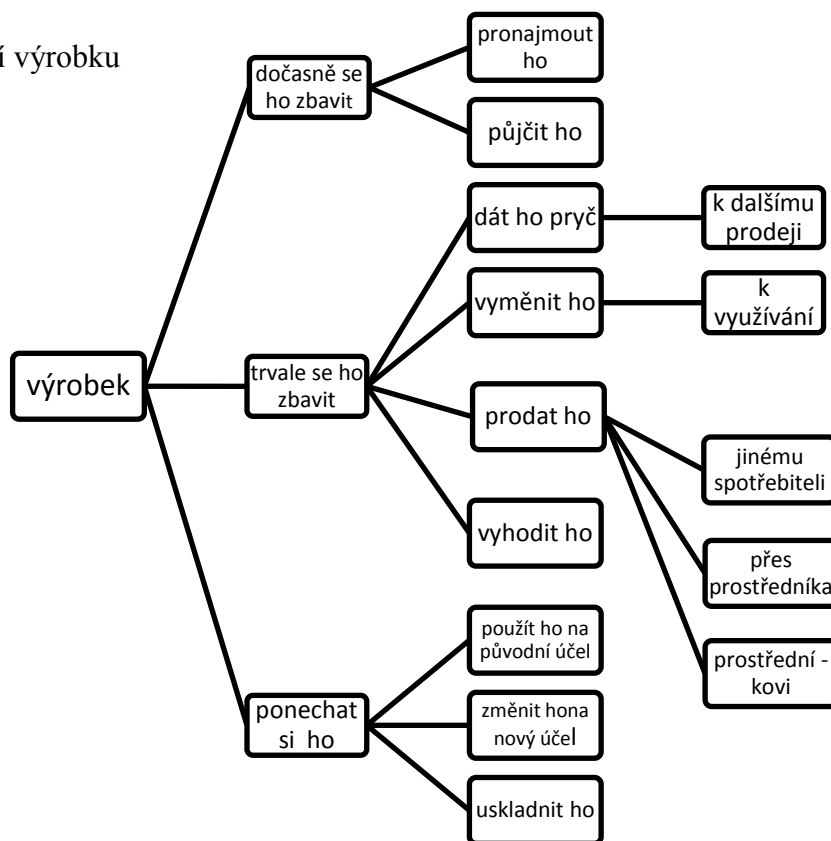 í výrobku
pronajmout
ho
dočasně se
ho zbavit
půjčit ho
dát ho pryč
k dalšímu
prodeji
vyměnit ho
k
využívání
výrobek
trvale se ho
zbavit
prodat ho
jinému
spotřebiteli
vyhodit ho
přes
prostředníka
použít ho na
původní účel
prostřední -
kovi
ponechat
si ho
změnit hona
nový účel
uskladnit ho